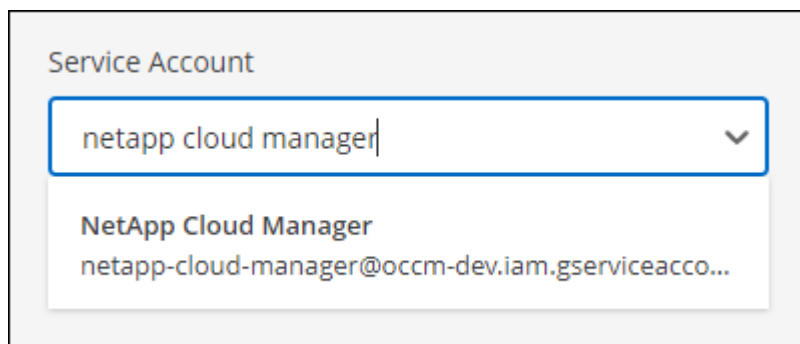 Service Account
netapp cloud manager
NetApp Cloud Manager
netapp-cloud-manager@occm-dev.iam.gserviceacco...